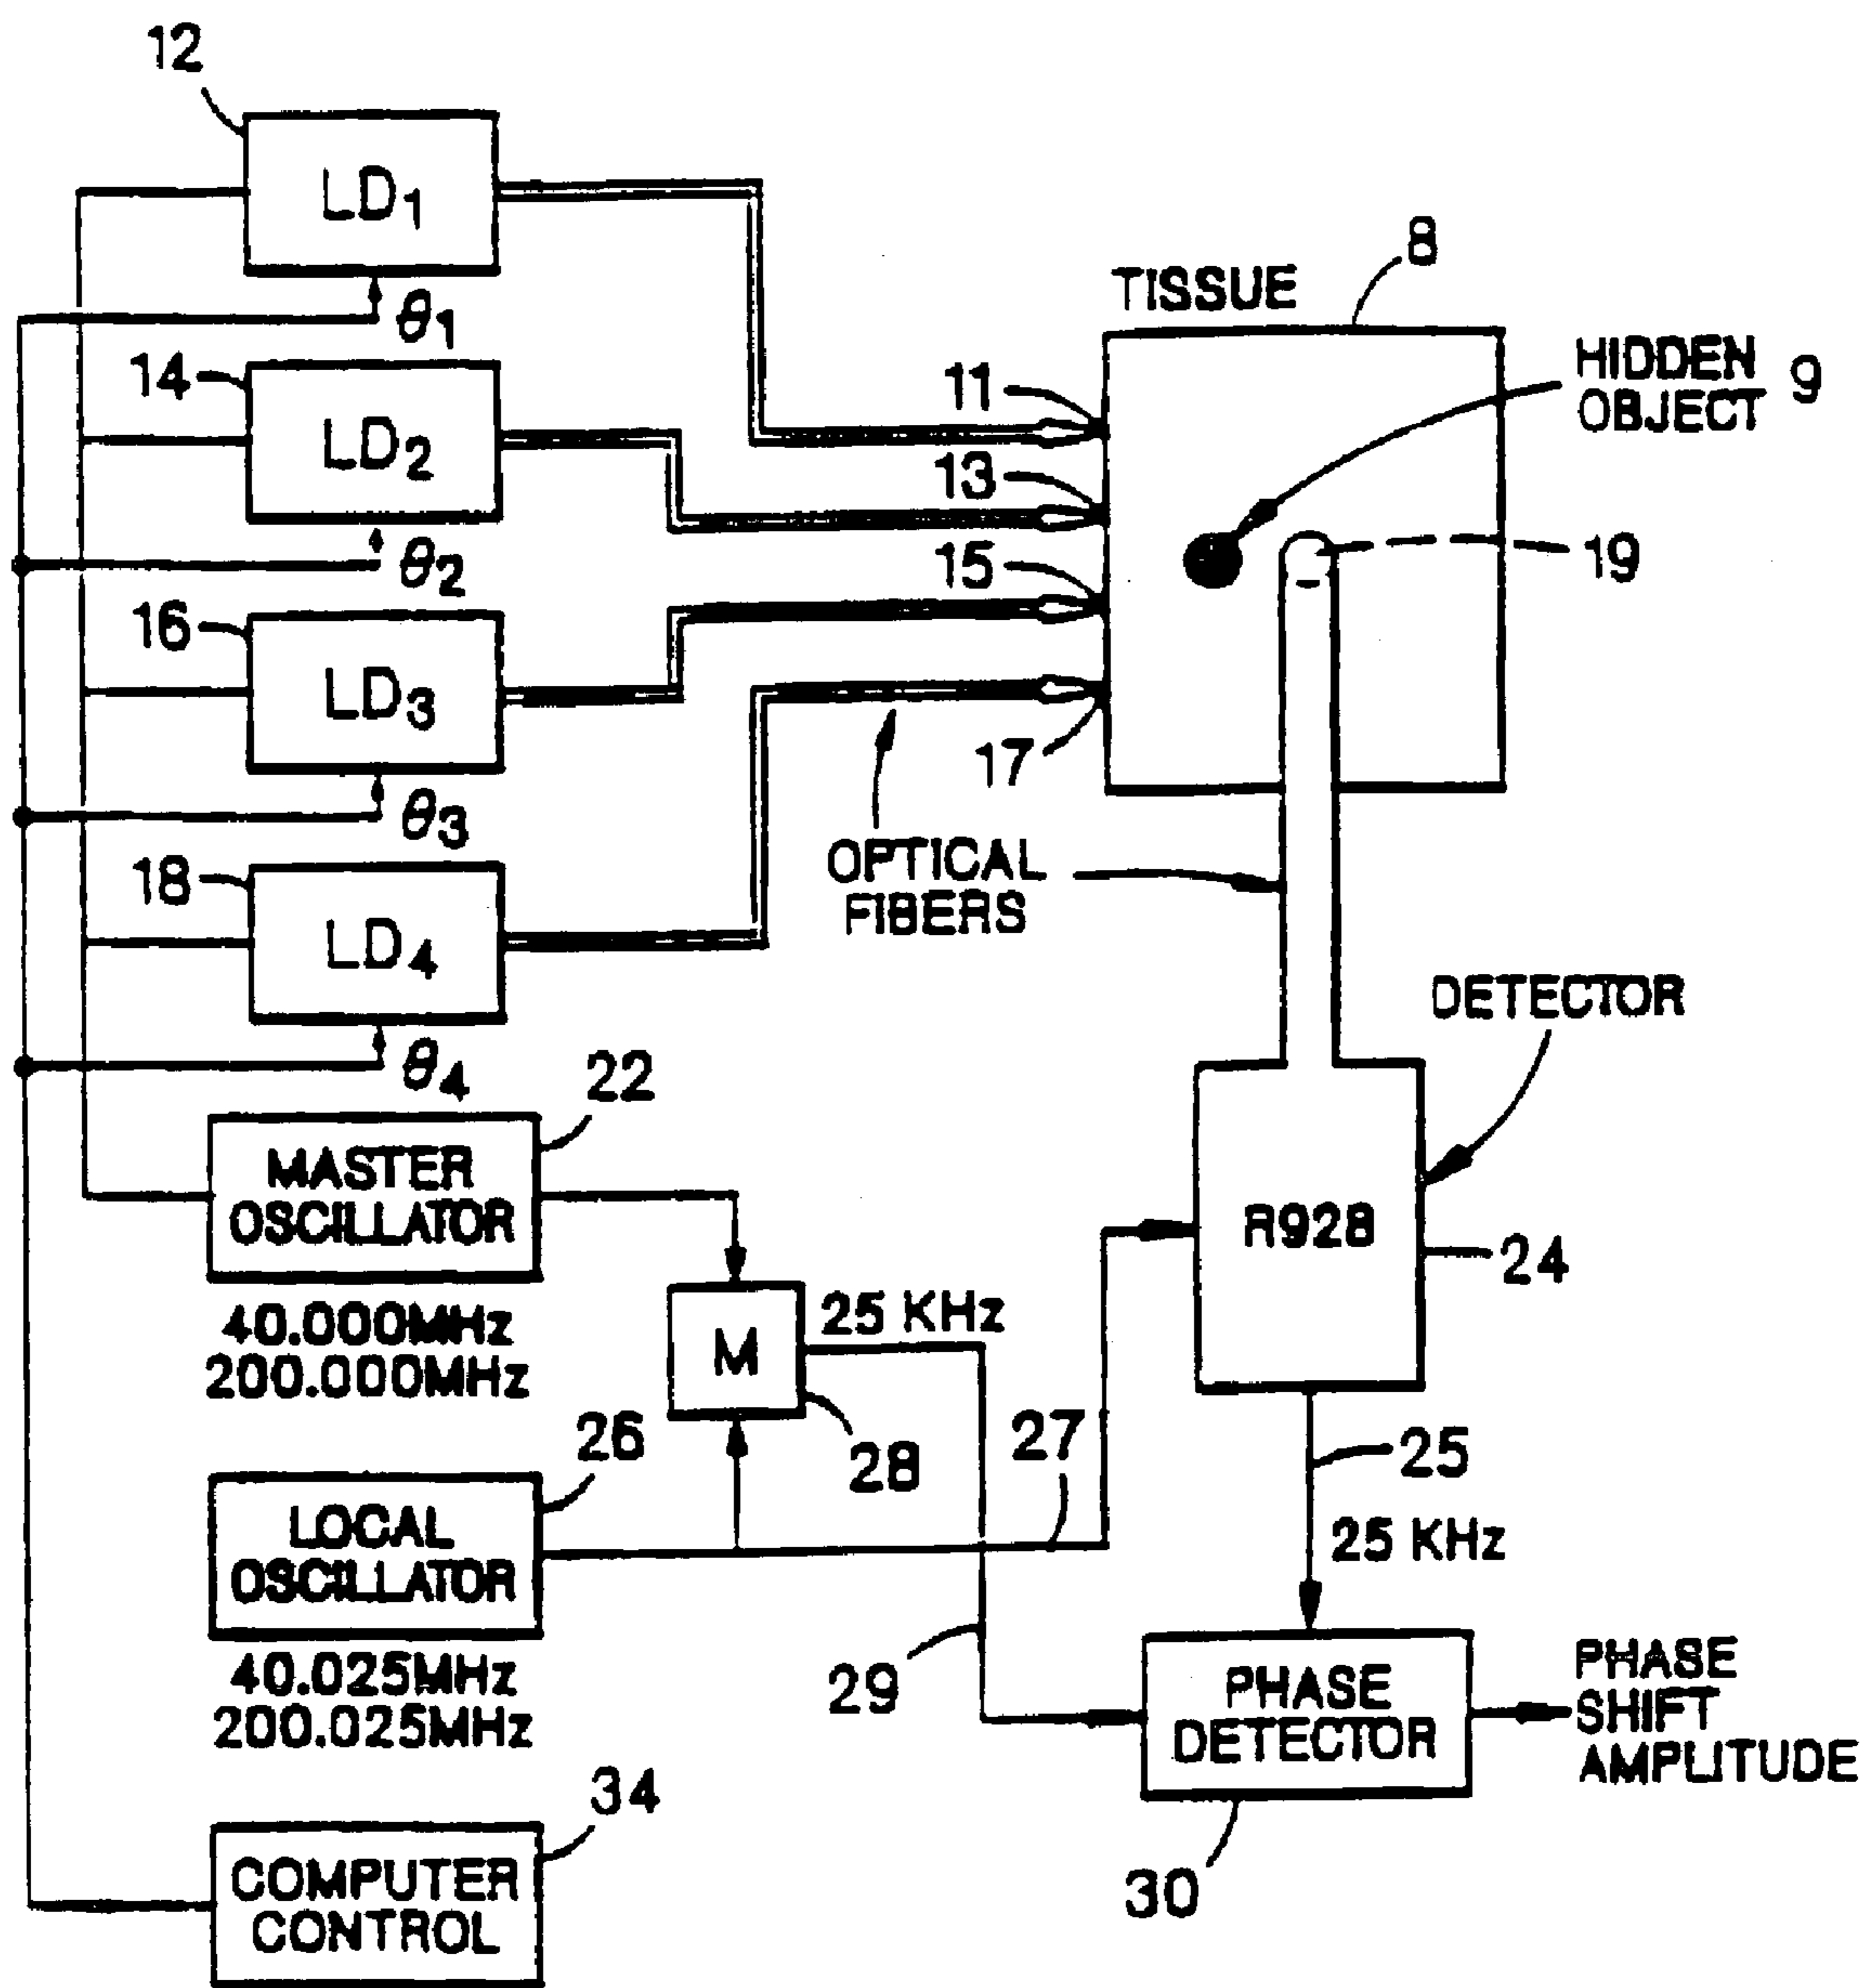 12
LD1
θ1
14
LD2
θ2
16
LD3
θ3
18
LD4
θ4
TISSUE
8
HIDDEN
OBJECT 9
11
13
15
17
19
OPTICAL
FIBERS
DETECTOR
R928
24
22
MASTER
OSCILLATOR
40.000MHz
200.000MHz
M
25 KHz
28
26
LOCAL
OSCILLATOR
40.025MHz
200.025MHz
27
29
25
25 KHz
PHASE
DETECTOR
30
PHASE
SHIFT
AMPLITUDE
34
COMPUTER
CONTROL